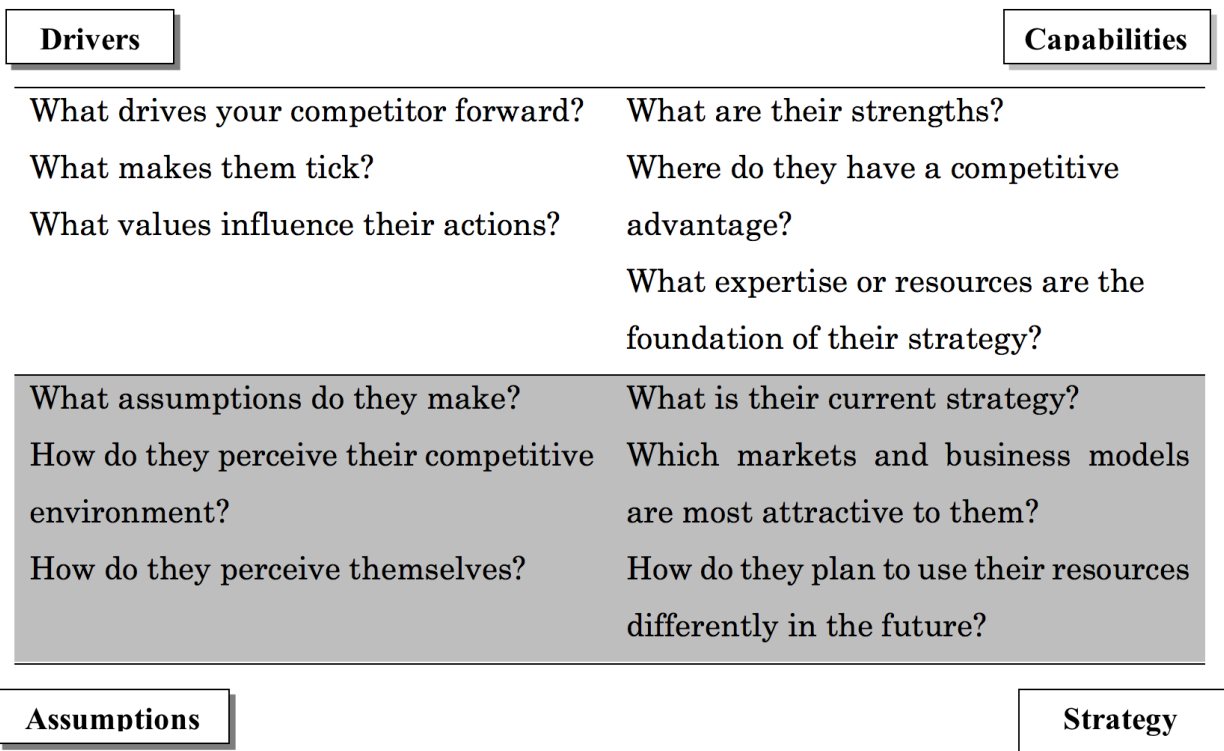 Drivers
Capabilities
What drives your competitor forward?
What makes them tick?
What values influence their actions?
What are their strengths?
Where do they have a competitive
advantage?
What expertise or resources are the
foundation of their strategy?
What assumptions do they make?
How do they perceive their competitive
environment?
How do they perceive themselves?
What is their current strategy?
Which markets and business models
are most attractive to them?
How do they plan to use their resources
differently in the future?
Assumptions
Strategy